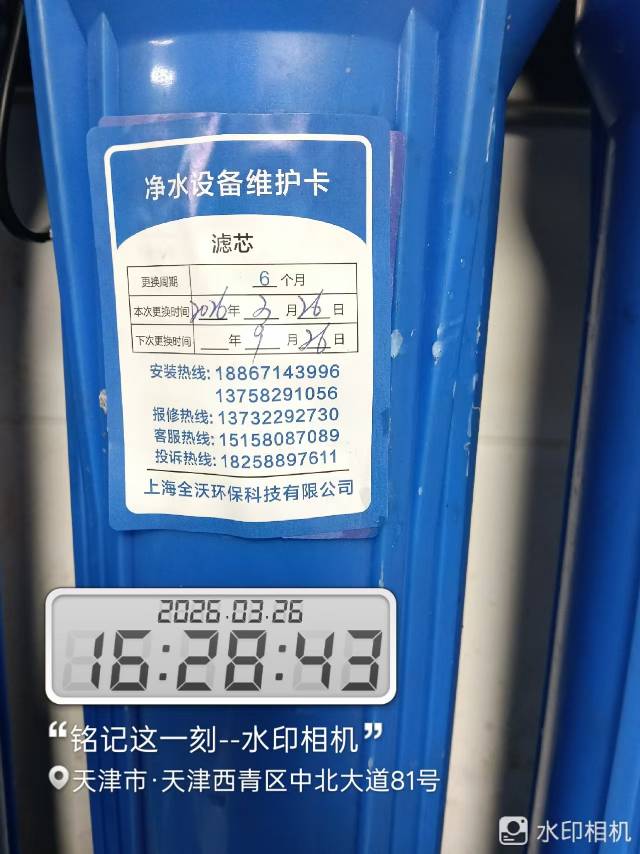 净水设备维护卡
滤芯
更换周期 6 个月
本次更换时间 2026年 3 月 26 日
下次更换时间 年 9 月 26 日
安装热线: 18867143996
13758291056
报修热线: 13732292730
客服热线: 15158087089
投诉热线: 18258897611
上海全沃环保科技有限公司
2026.03.26
16:28:43
“铭记这一刻--水印相机”
天津市·天津西青区中北大道81号
水印相机